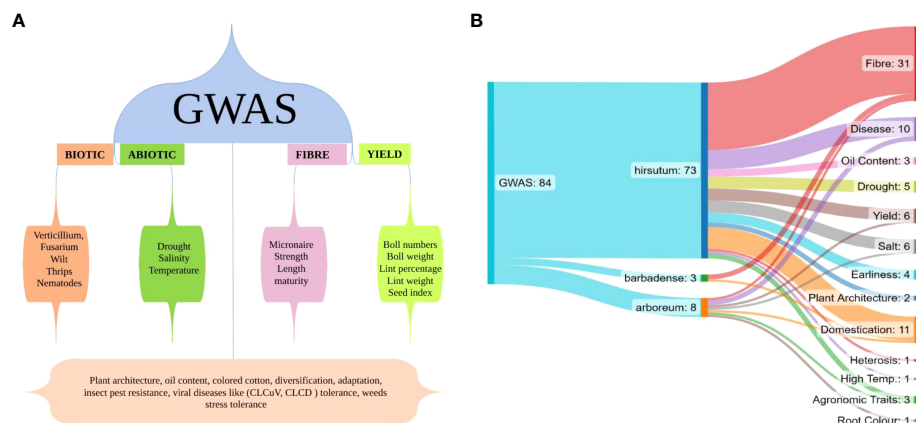 A
GWAS
BIOTIC
ABIOTIC
FIBRE
YIELD
Verticillium,
Fusarium
Wilt
Thrips
Nematodes
Drought
Salinity
Temperature
Micronaire
Strength
Length
maturity
Boll numbers
Boll weight
Lint percentage
Lint weight
Seed index
Plant architecture, oil content, colored cotton, diversification, adaptation,
insect pest resistance, viral diseases like (CLCuV, CLCD ) tolerance, weeds
stress tolerance
B
GWAS: 84
hirsutum: 73
barbadense: 3
arboreum: 8
Fibre: 31
Disease: 10
Oil Content: 3
Drought: 5
Yield: 6
Salt: 6
Earliness: 4
Plant Architecture: 2
Domestication: 11
Heterosis: 1
High Temp.: 1
Agronomic Traits: 3
Root Colour: 1